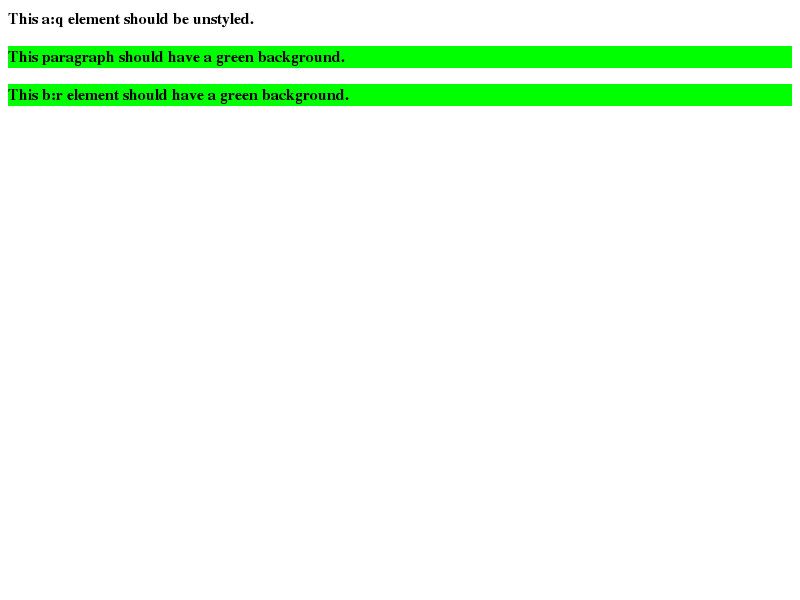 This a:q element should be unstyled.
This paragraph should have a green background.
This b:r element should have a green background.